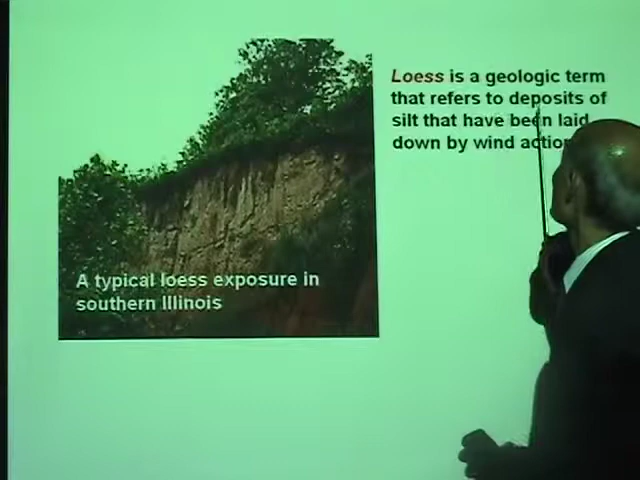 Loess is a geologic term
that refers to deposits of
silt that have been laid
down by wind action
A typical loess exposure in
southern Illinois